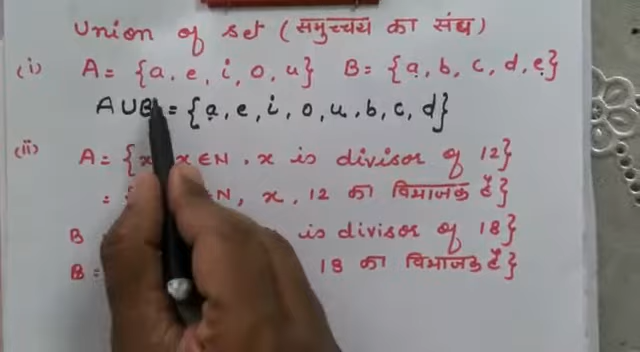 Union of set (समुच्चय का संघ)
(i) A = {a, e, i, o, u} B = {a, b, c, d, e}
A∪B = {a, e, i, o, u, b, c, d}
(ii) A = {x x∈N, x is divisor of 12}
= { ∈N, x, 12 का विभाजक है}
B is divisor of 18}
B = 18 का विभाजक है}